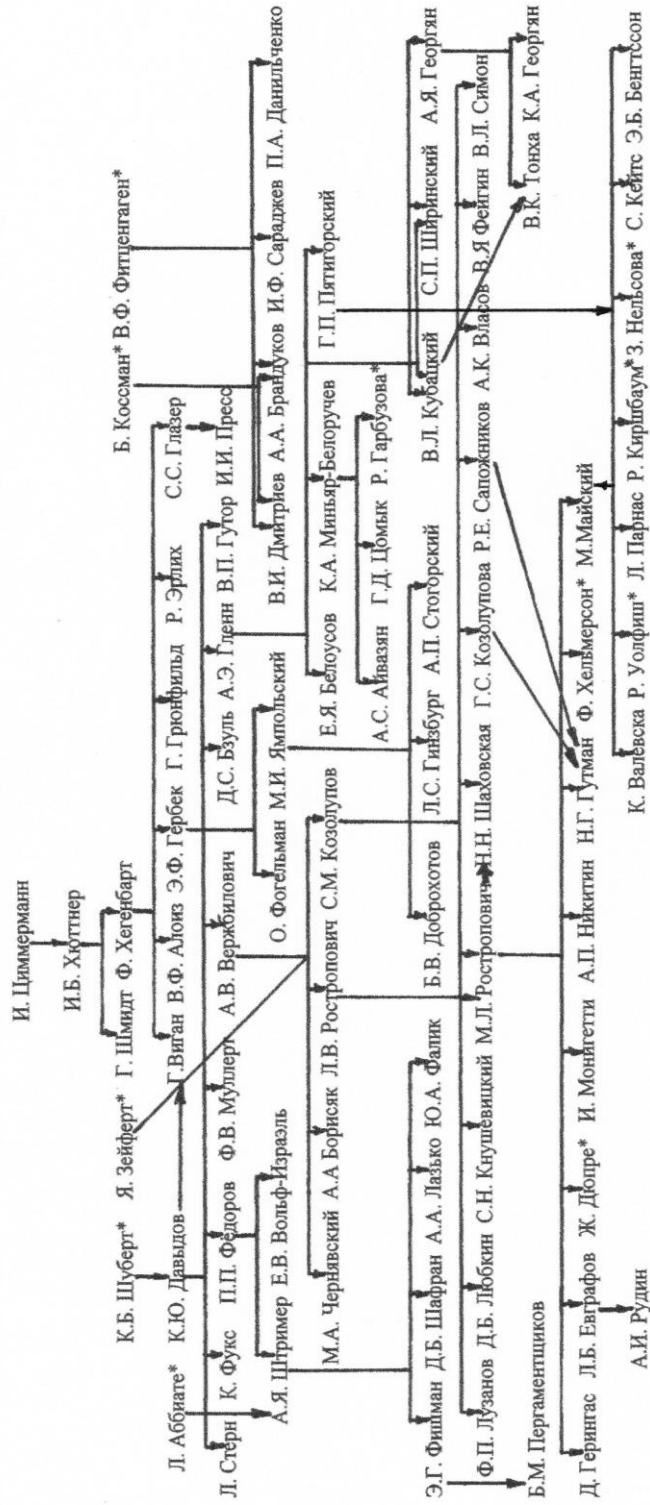 И. Циммерманн
И.Б. Хюттнер
К.Б. Шуберт* Я. Зейферт* Г. Шмидт Ф. Хегенбарт Б. Коссман* В.Ф. Фитценгаген*
Л. Аббиате* К.Ю. Давыдов Г.Виган В.Ф. Алоиз Э.Ф. Гербек Г. Грюнфильд Р. Эрлих С.С. Глазер
Л. Стерн К. Фукс П.П. Фёдоров Ф.В. Муллерт А.В. Вержбилович Д.С. Бзуль А.Э. Гленн В.П. Гутор И.И. Пресс
А.Я. Штример Е.В. Вольф-Израэль О. Фогельман М.И. Ямпольский В.И. Дмитриев А.А. Брандуков И.Ф. Сараджев П.А. Данильченко
М.А. Чернявский А.А Борисяк Л.В. Ростропович С.М. Козолупов Е.Я. Белоусов К.А. Миньяр-Белоручев Г.П. Пятигорский
А.С. Айвазян Г.Д. Цомык Р. Гарбузова*
Э.Г. Фишман Д.Б. Шафран А.А. Лазько Ю.А. Фалик Б.В. Доброхотов Л.С. Гинзбург А.П. Стогорский В.Л. Кубацкий С.П. Ширинский А.Я. Георгян
Ф.П. Лузанов Д.Б. Любкин С.Н. Кнушевицкий М.Л. Ростропович Н.Н. Шаховская Г.С. Козолупова Р.Е. Сапожников А.К. Власов В.Я Фейгин В.Л. Симон
Б.М. Пергаментщиков В.К. Гонха К.А. Георгян
Д. Герингас Л.Б. Евграфов Ж. Дюпре* И. Монигетти А.П. Никитин Н.Г. Гутман Ф. Хельмерсон* М.Майский
А.И. Рудин К. Валевска Р. Уолфиш* Л. Парнас Р. Киршбаум* З. Нельсова* С. Кейтс Э.Б. Бенгтссон